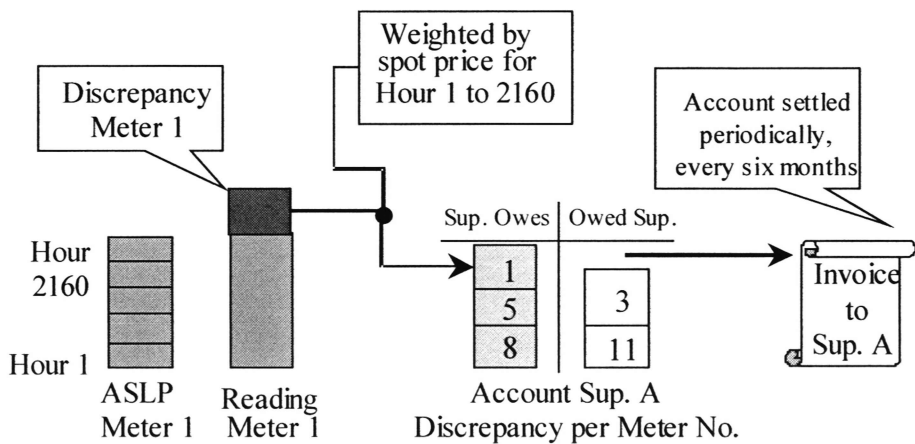 Weighted by
spot price for
Hour 1 to 2160
Discrepancy
Meter 1
Account settled
periodically,
every six months
Sup. Owes
Owed Sup.
Hour
2160
Hour 1
1
5
8
3
11
Invoice
to
Sup. A
ASLP
Meter 1
Reading
Meter 1
Account Sup. A
Discrepancy per Meter No.